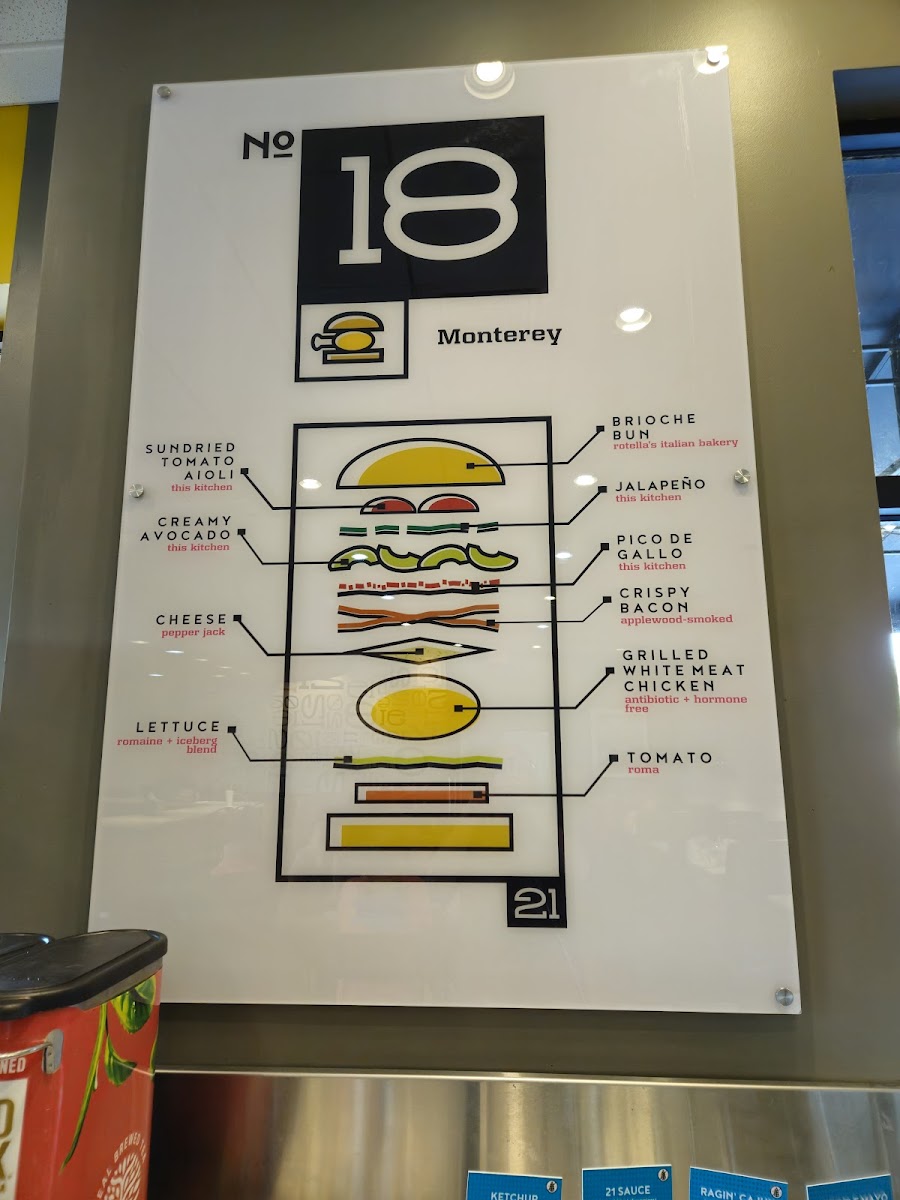 No
18
Monterey
SUNDRIED
TOMATO
AIOLI
this kitchen
CREAMY
AVOCADO
this kitchen
CHEESE
pepper jack
LETTUCE
romaine + iceberg
blend
BRIOCHE
BUN
rotella's italian bakery
JALAPEÑO
this kitchen
PICO DE
GALLO
this kitchen
CRISPY
BACON
applewood-smoked
GRILLED
WHITE MEAT
CHICKEN
antibiotic + hormone
free
TOMATO
roma
21
KETCHUP
21 SAUCE